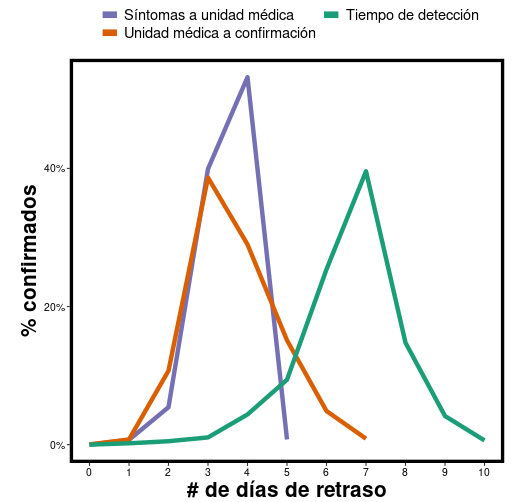 Síntomas a unidad médica Tiempo de detección
Unidad médica a confirmación
% confirmados
40%
20%
0%
0 1 2 3 4 5 6 7 8 9 10
# de días de retraso